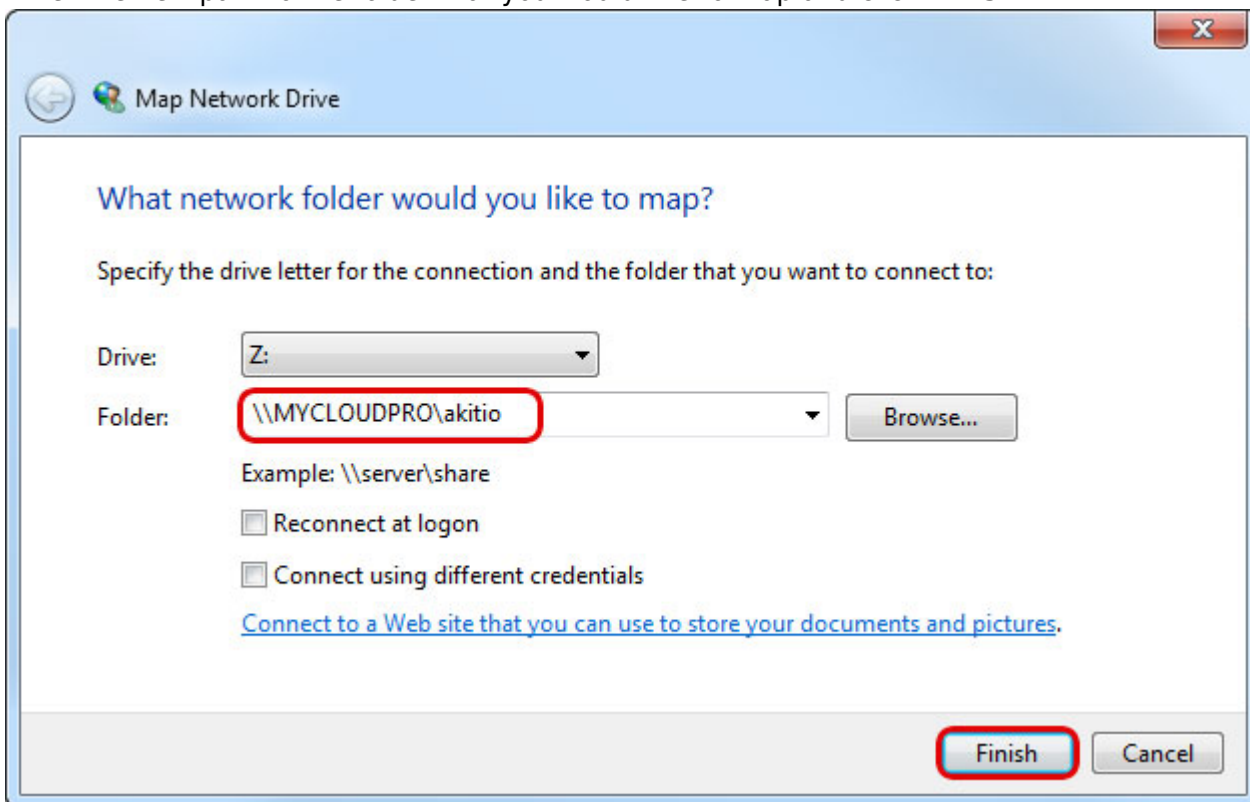 Map Network Drive
What network folder would you like to map?
Specify the drive letter for the connection and the folder that you want to connect to:
Drive: Z:
Folder: \\MYCLOUDPRO\akitio Browse...
Example: \\server\share
Reconnect at logon
Connect using different credentials
Connect to a Web site that you can use to store your documents and pictures.
Finish Cancel